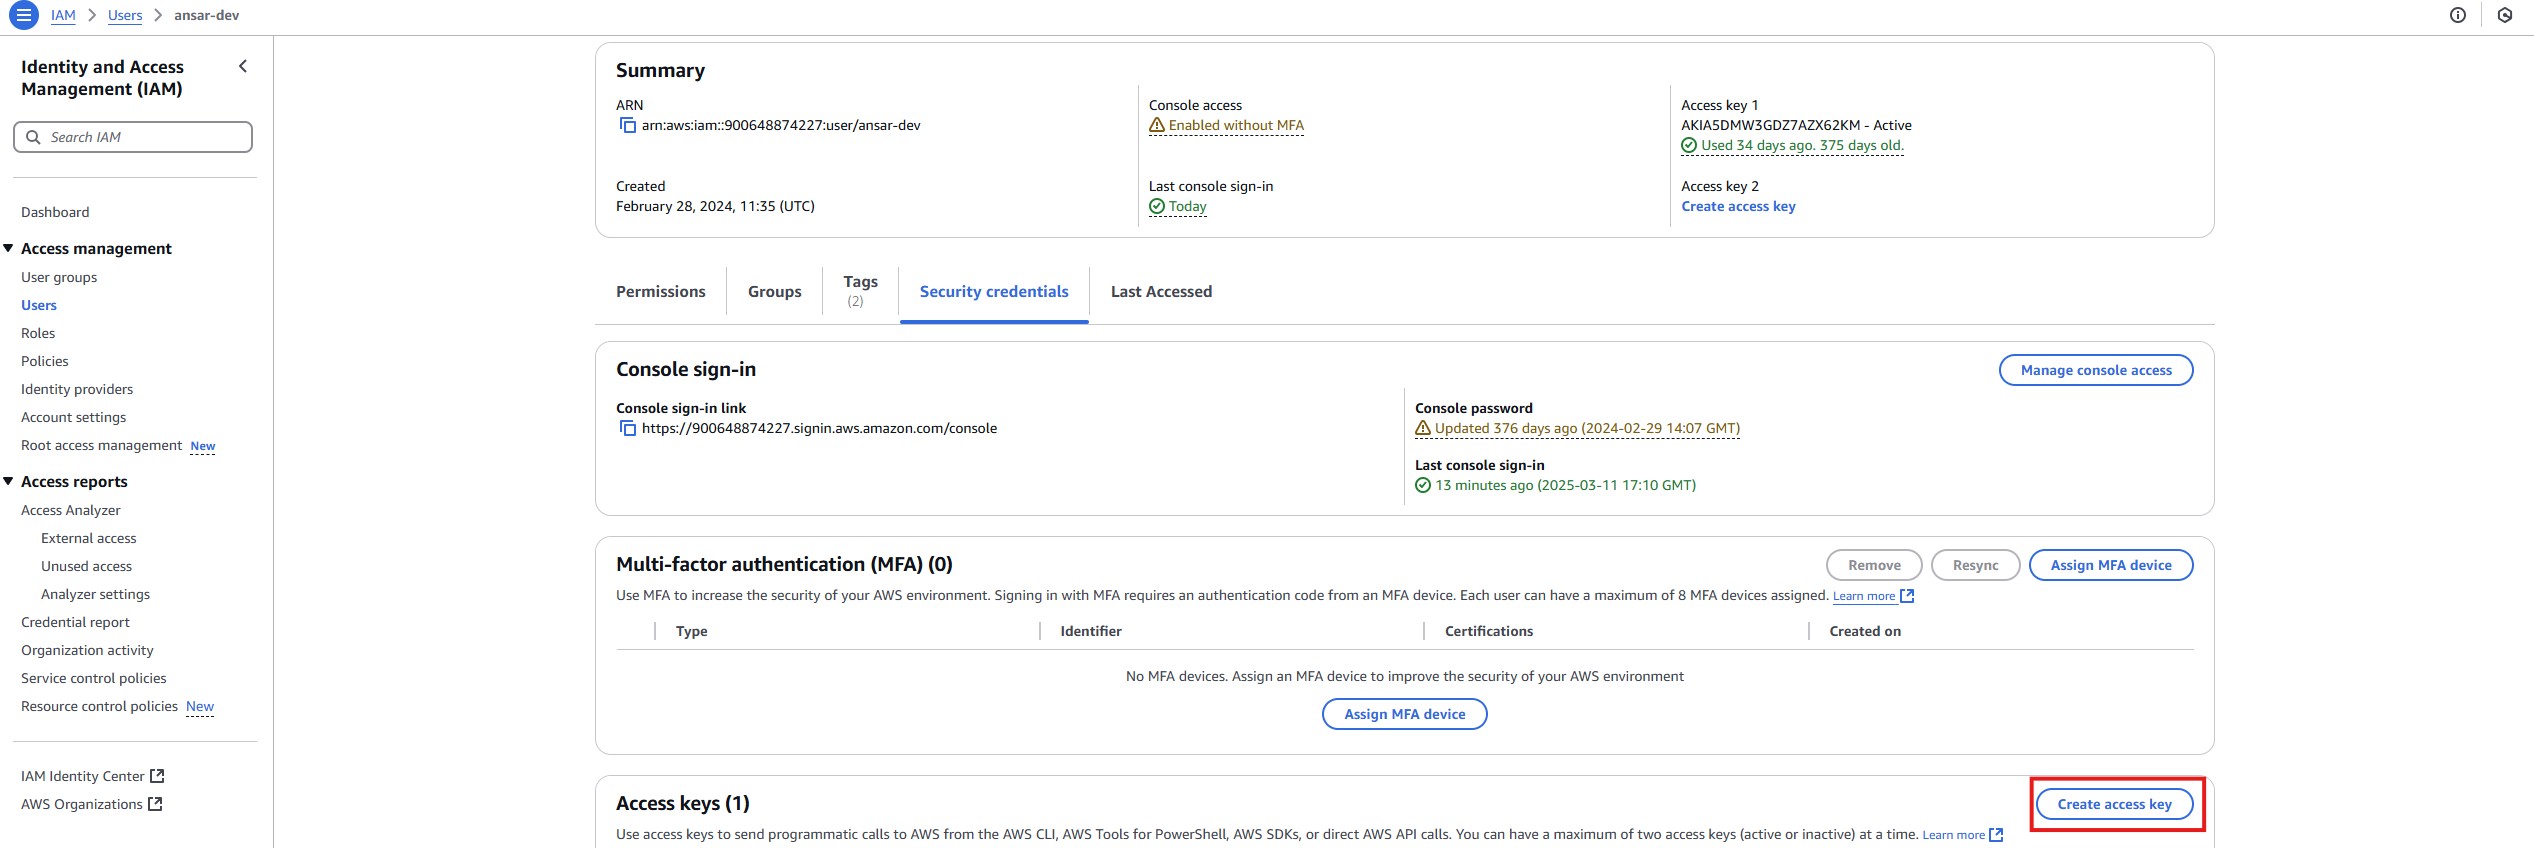 IAM > Users > ansar-dev
Identity and Access
Management (IAM)
Search IAM
Dashboard
Access management
User groups
Users
Roles
Policies
Identity providers
Account settings
Root access management New
Access reports
Access Analyzer
External access
Unused access
Analyzer settings
Credential report
Organization activity
Service control policies
Resource control policies New
IAM Identity Center
AWS Organizations
Summary
ARN
arn:aws:iam::900648874227:user/ansar-dev
Created
February 28, 2024, 11:35 (UTC)
Console access
Enabled without MFA
Last console sign-in
Today
Access key 1
AKIA5DMW3GDZ7AZX62KM - Active
Used 34 days ago. 375 days old.
Access key 2
Create access key
Permissions
Groups
Tags
(2)
Security credentials
Last Accessed
Console sign-in
Manage console access
Console sign-in link
https://900648874227.signin.aws.amazon.com/console
Console password
Updated 376 days ago (2024-02-29 14:07 GMT)
Last console sign-in
13 minutes ago (2025-03-11 17:10 GMT)
Multi-factor authentication (MFA) (0)
Remove
Resync
Assign MFA device
Use MFA to increase the security of your AWS environment. Signing in with MFA requires an authentication code from an MFA device. Each user can have a maximum of 8 MFA devices assigned. Learn more
Type
Identifier
Certifications
Created on
No MFA devices. Assign an MFA device to improve the security of your AWS environment
Assign MFA device
Access keys (1)
Create access key
Use access keys to send programmatic calls to AWS from the AWS CLI, AWS Tools for PowerShell, AWS SDKs, or direct AWS API calls. You can have a maximum of two access keys (active or inactive) at a time. Learn more